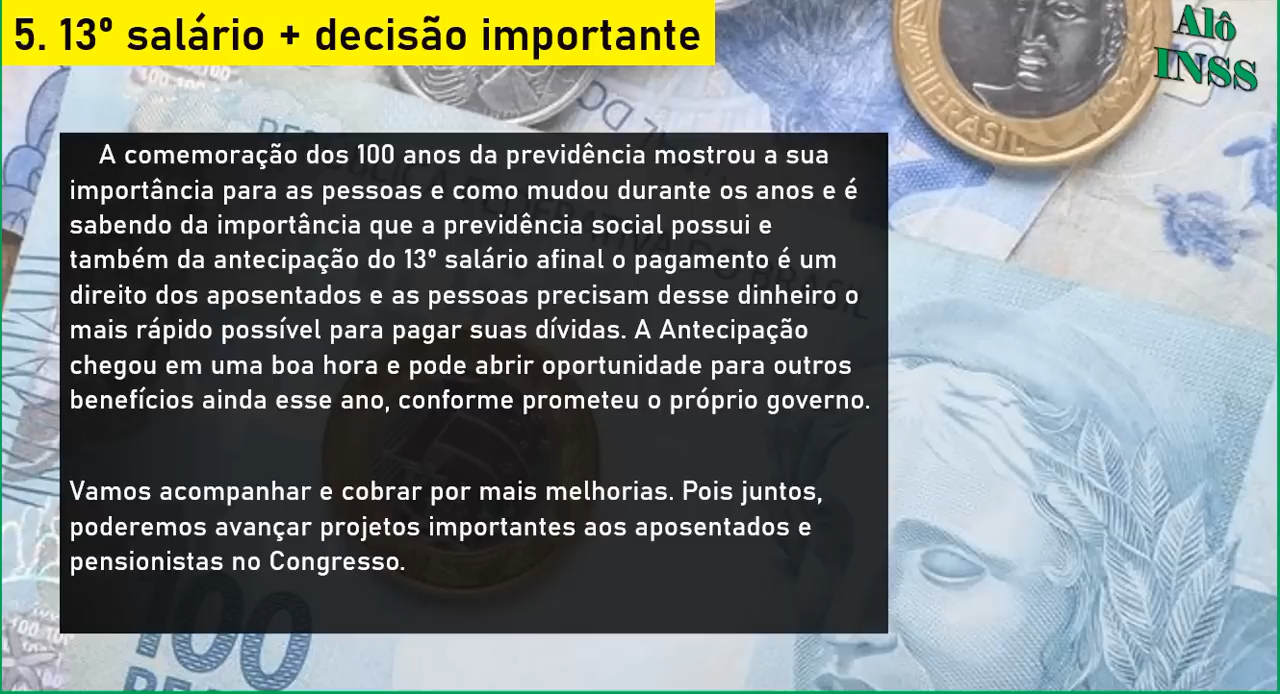 5. 13º salário + decisão importante
Alô
INSS
BRASIL
A comemoração dos 100 anos da previdência mostrou a sua
importância para as pessoas e como mudou durante os anos e é
sabendo da importância que a previdência social possui e
também da antecipação do 13º salário afinal o pagamento é um
direito dos aposentados e as pessoas precisam desse dinheiro o
mais rápido possível para pagar suas dívidas. A Antecipação
chegou em uma boa hora e pode abrir oportunidade para outros
benefícios ainda esse ano, conforme prometeu o próprio governo.
Vamos acompanhar e cobrar por mais melhorias. Pois juntos,
poderemos avançar projetos importantes aos aposentados e
pensionistas no Congresso.
100